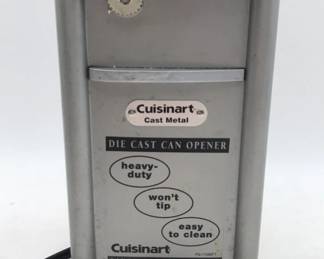 Cuisinart
Cast Metal
DIE CAST CAN OPENER
heavy-
duty
won't
tip
easy
to clean
Cuisinart